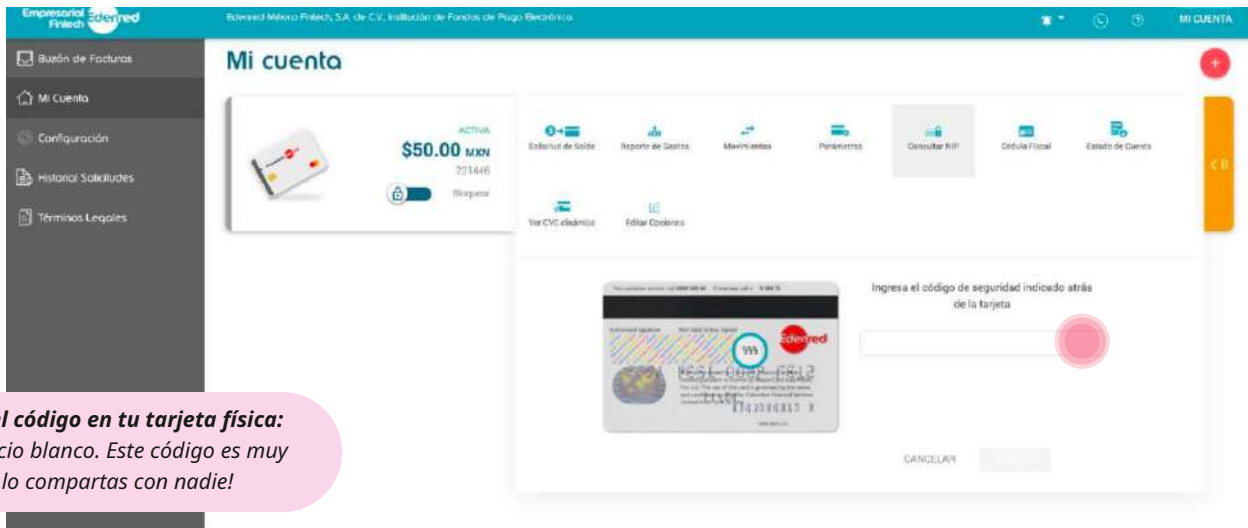 Empresarial
Fintech
Edenred
Edenred México Fintech, S.A. de C.V., Institución de Fondos de Pago Electrónico.
MI CUENTA
Buzón de Facturas
Mi Cuenta
Configuración
Historial Solicitudes
Términos Legales
Mi cuenta
ACTIVA
$50.00 MXN
221446
Bloquear
Solicitud de Saldo
Reporte de Gastos
Movimientos
Parámetros
Consultar NIP
Cédula Fiscal
Estado de Cuenta
Ver CVC dinámico
Editar Opciones
Edenred
999
Ingresa el código de seguridad indicado atrás
de la tarjeta
CANCELAR
l código en tu tarjeta física:
cio blanco. Este código es muy
lo compartas con nadie!